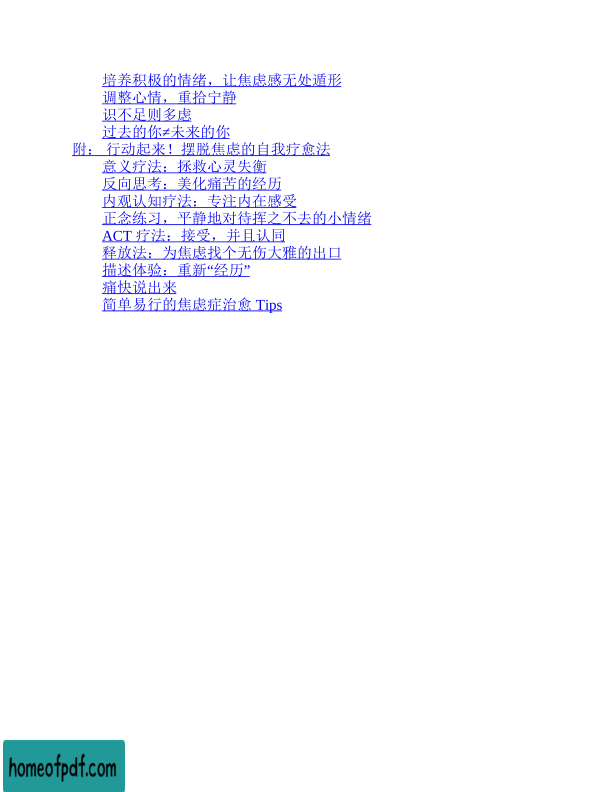 培养积极的情绪，让焦虑感无处遁形
调整心情，重拾宁静
识不足则多虑
过去的你≠未来的你
附： 行动起来！摆脱焦虑的自我疗愈法
意义疗法：拯救心灵失衡
反向思考：美化痛苦的经历
内观认知疗法：专注内在感受
正念练习，平静地对待挥之不去的小情绪
ACT 疗法：接受，并且认同
释放法：为焦虑找个无伤大雅的出口
描述体验：重新“经历”
痛快说出来
简单易行的焦虑症治愈 Tips
homeofpdf.com